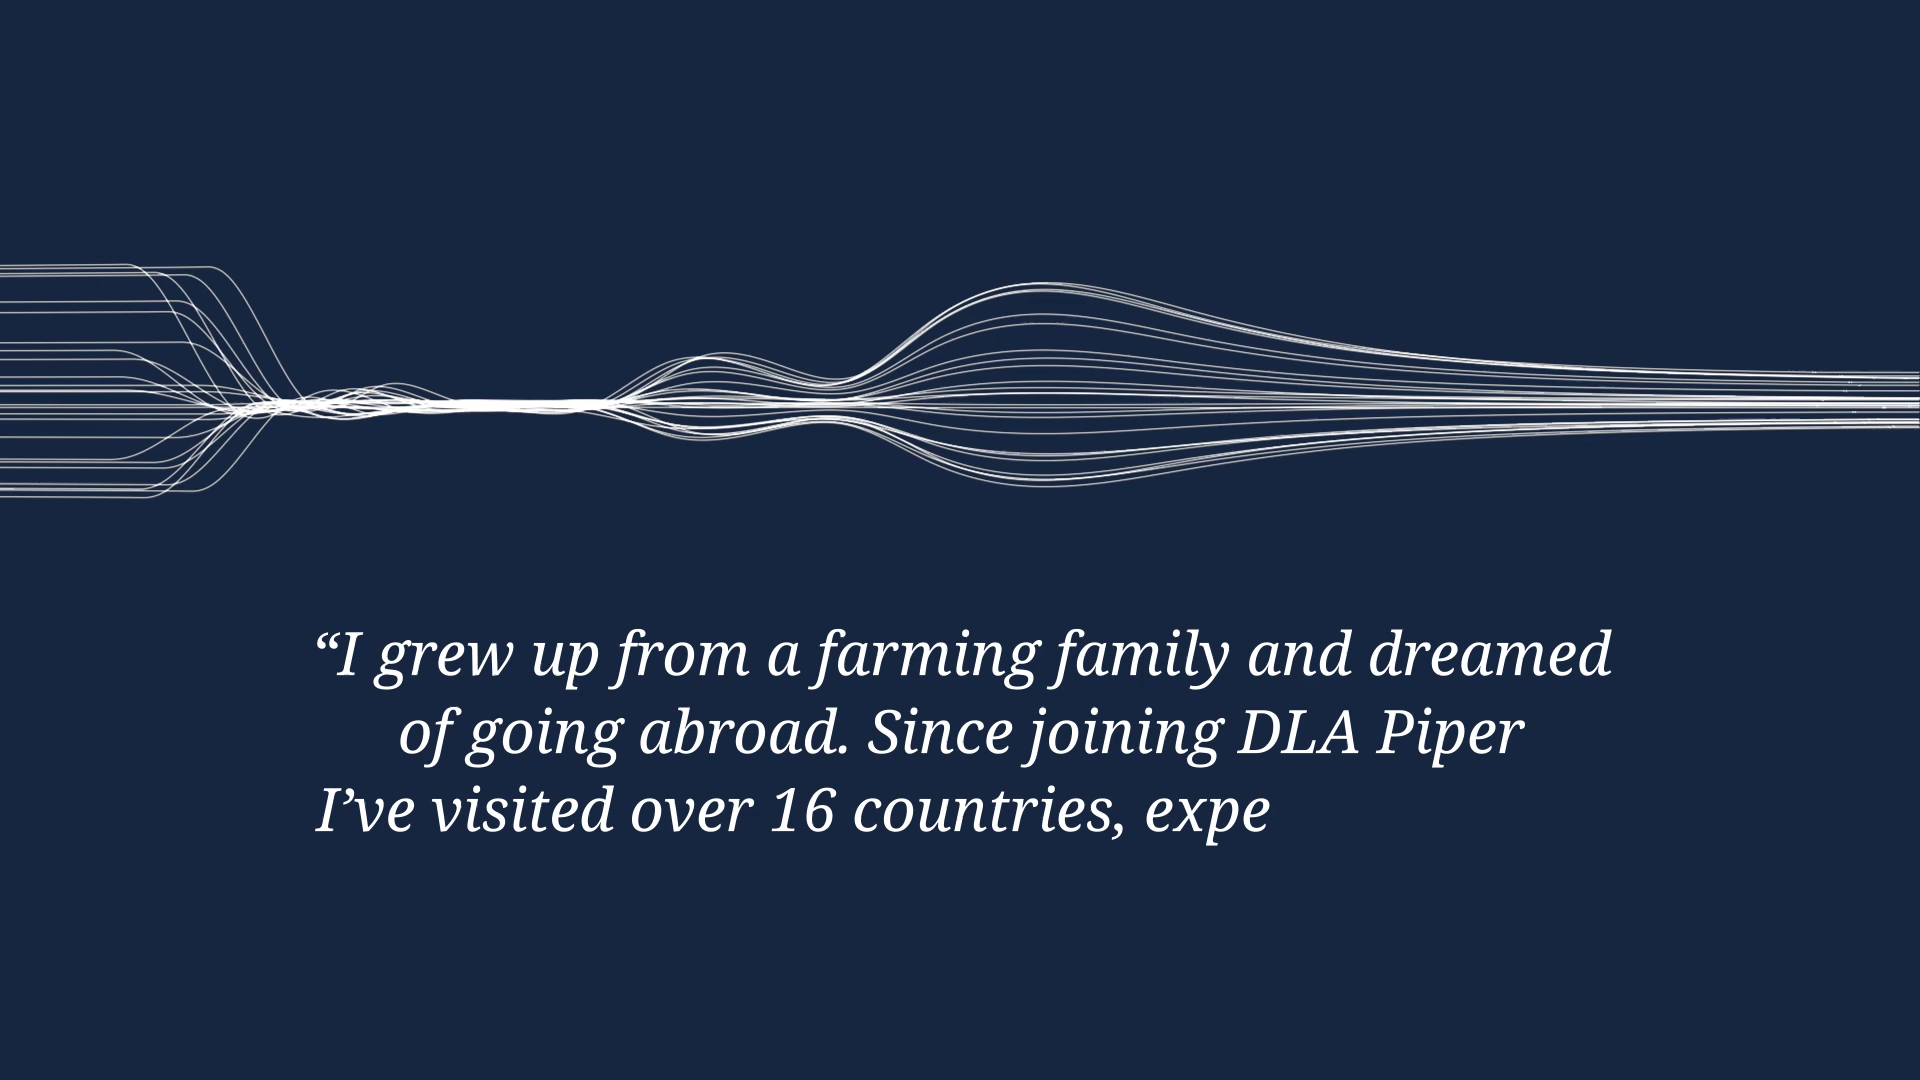 “I grew up from a farming family and dreamed
of going abroad. Since joining DLA Piper
I’ve visited over 16 countries, expe